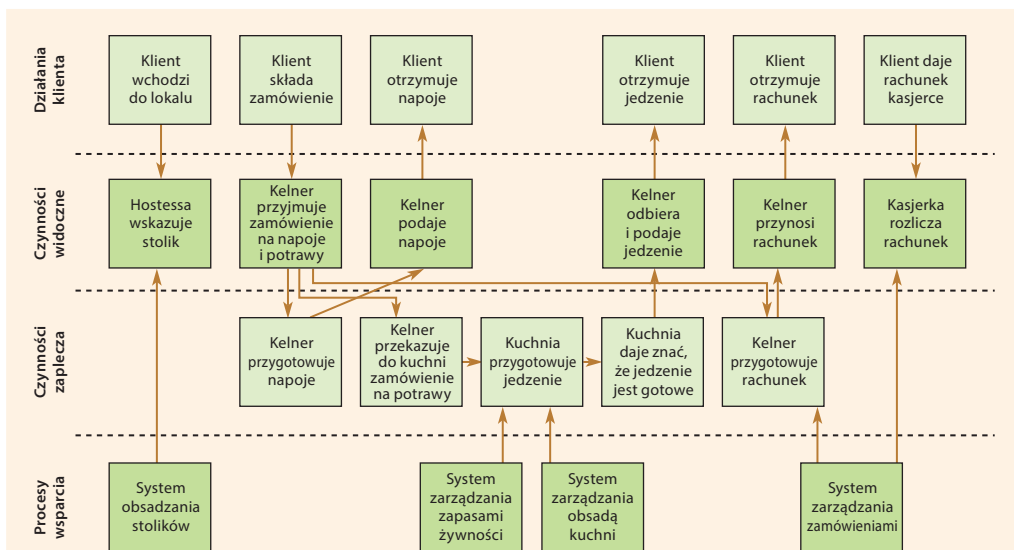 Działania
klienta
Klient
wchodzi
do lokalu
Klient
składa
zamówienie
Klient
otrzymuje
napoje
Klient
otrzymuje
jedzenie
Klient
otrzymuje
rachunek
Klient daje
rachunek
kasjerce
Czynności
widoczne
Hostessa
wskazuje
stolik
Kelner
przyjmuje
zamówienie
na napoje
i potrawy
Kelner
podaje
napoje
Kelner
odbiera
i podaje
jedzenie
Kelner
przynosi
rachunek
Kasjerka
rozlicza
rachunek
Czynności
zaplecza
Kelner
przygotowuje
napoje
Kelner
przekazuje
do kuchni
zamówienie
na potrawy
Kuchnia
przygotowuje
jedzenie
Kuchnia
daje znać,
że jedzenie
jest gotowe
Kelner
przygotowuje
rachunek
Procesy
wsparcia
System
obsadzania
stolików
System
zarządzania
zapasami
żywności
System
zarządzania
obsadą
kuchni
System
zarządzania
zamówieniami